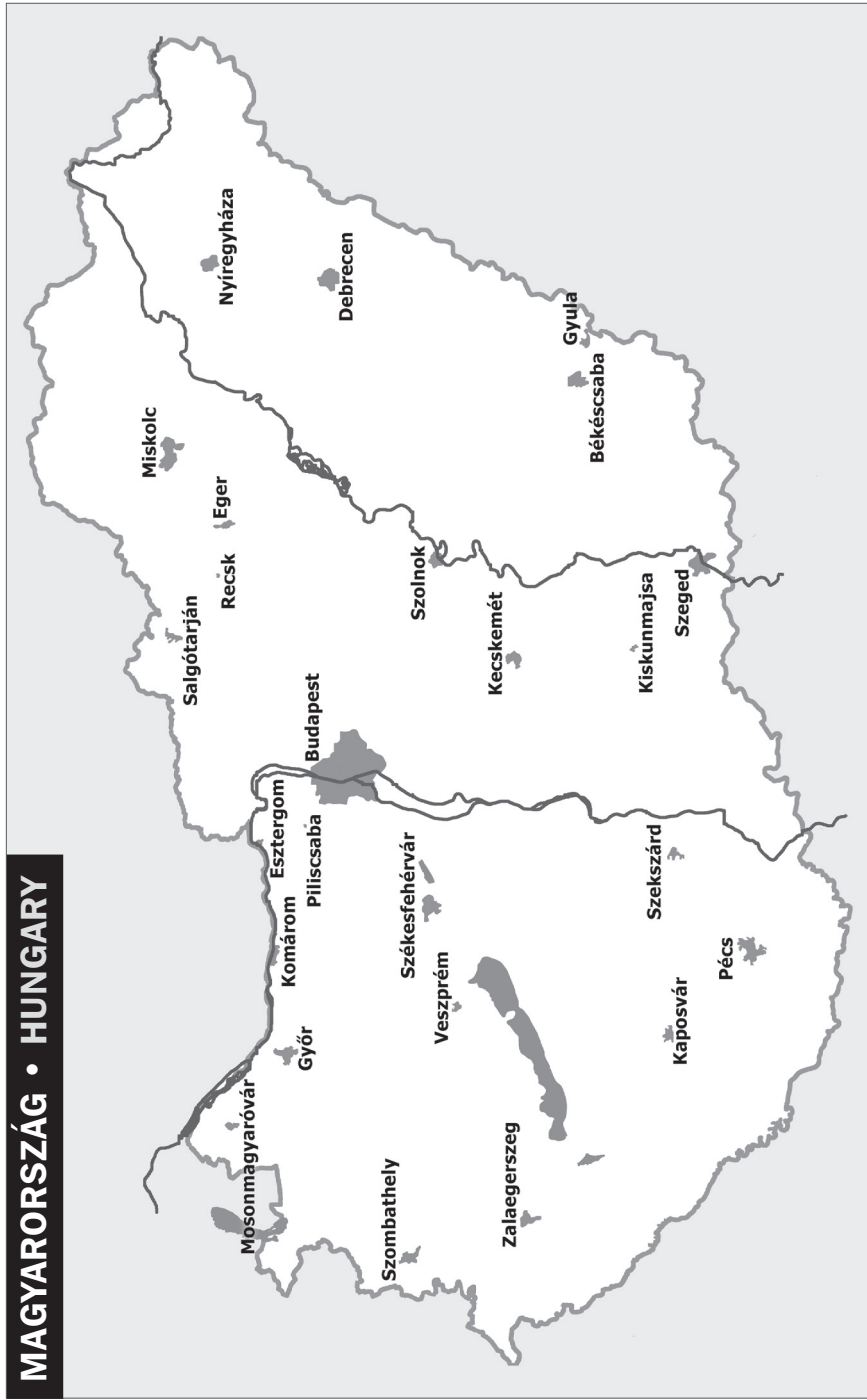 MAGYARORSZÁG • HUNGARY
Mosonmagyaróvár
Győr
Komárom
Esztergom
Piliscsaba
Budapest
Salgótarján
Recsk
Eger
Miskolc
Nyíregyháza
Debrecen
Szombathely
Veszprém
Székesfehérvár
Szolnok
Kecskemét
Zalaegerszeg
Kaposvár
Pécs
Szekszárd
Kiskunmajsa
Szeged
Békéscsaba
Gyula